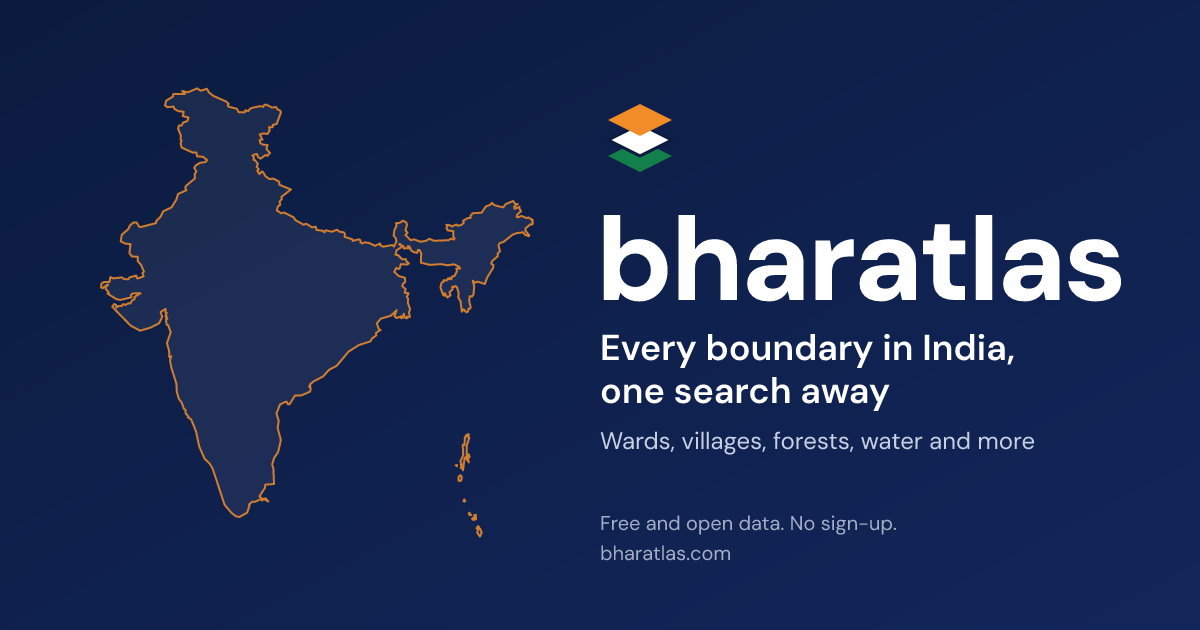 bharatlas
Every boundary in India,
one search away
Wards, villages, forests, water and more
Free and open data. No sign-up.
bharatlas.com